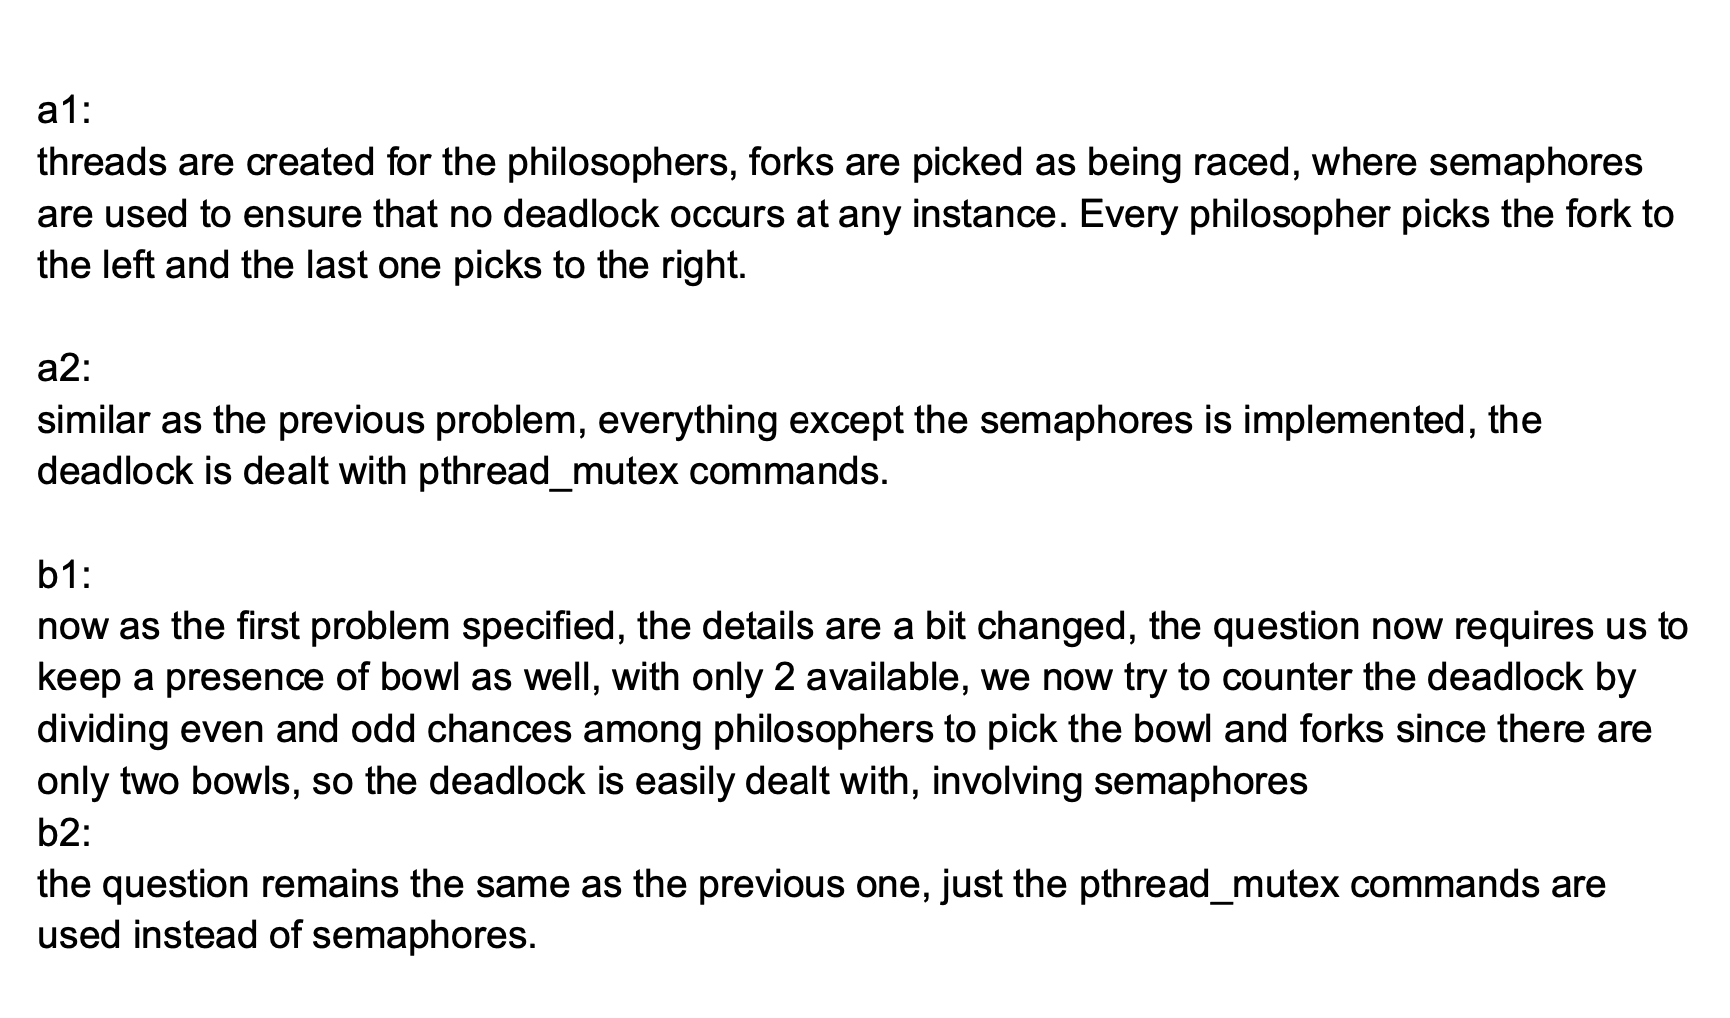 a1:
threads are created for the philosophers, forks are picked as being raced, where semaphores
are used to ensure that no deadlock occurs at any instance. Every philosopher picks the fork to
the left and the last one picks to the right.
a2:
similar as the previous problem, everything except the semaphores is implemented, the
deadlock is dealt with pthread_mutex commands.
b1:
now as the first problem specified, the details are a bit changed, the question now requires us to
keep a presence of bowl as well, with only 2 available, we now try to counter the deadlock by
dividing even and odd chances among philosophers to pick the bowl and forks since there are
only two bowls, so the deadlock is easily dealt with, involving semaphores
b2:
the question remains the same as the previous one, just the pthread_mutex commands are
used instead of semaphores.